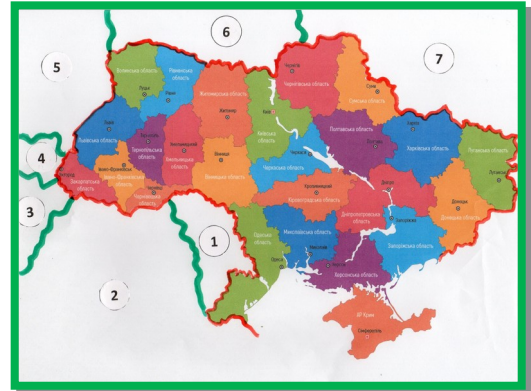 6
7
5
Чернігів
Волинська область
Рівненська область
Суми
Луцьк
Рівне
Житомирська область
Чернігівська область
Сумська область
Житомир
Київ
Львів
Львівська область
Київська область
Полтавська область
Полтава
Харків
Харківська область
Луганська область
4
Тернопільська область
Хмельницький
Хмельницька область
Вінниця
Вінницька область
Черкаси
Черкаська область
Луганськ
Івано-Франківськ
Івано-Франківська область
Ужгород
Закарпатська область
Чернівці
Чернівецька область
Кропивницький
Кіровоградська область
Дніпро
Дніпропетровська область
Донецьк
Донецька область
3
1
Одеська область
Миколаївська область
Запоріжжя
Запорізька область
Миколаїв
Одеса
Херсон
Херсонська область
2
АР Крим
Сімферополь